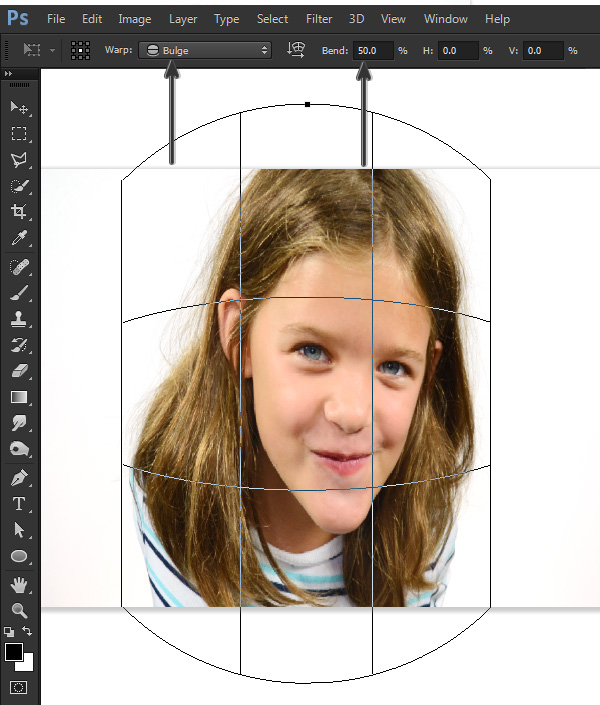 Ps File Edit Image Layer Type Select Filter 3D View Window Help
Warp: Bulge Bend: 50.0 % H: 0.0 % V: 0.0 %
T